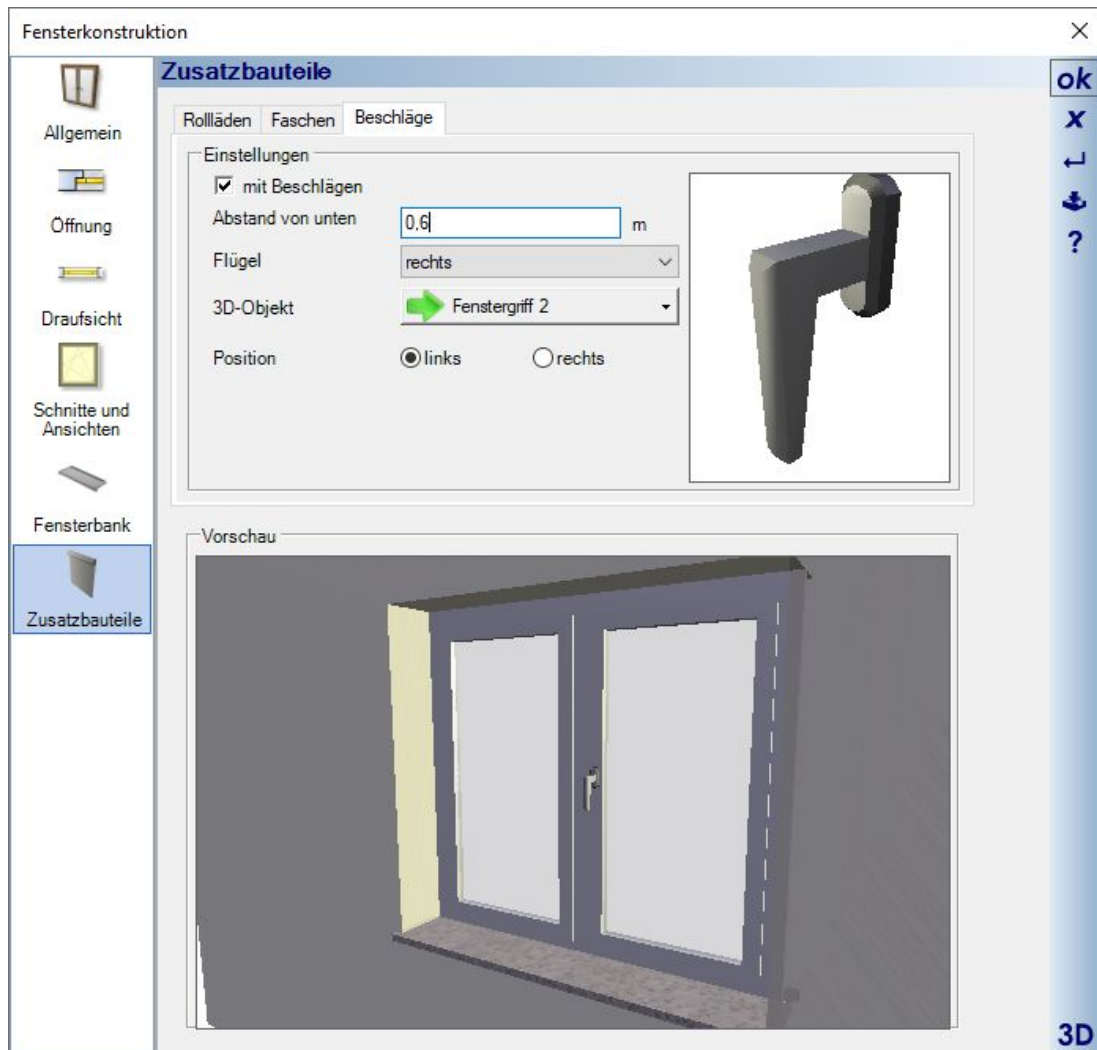 Fensterkonstruktion
Allgemein
Öffnung
Draufsicht
Schnitte und
Ansichten
Fensterbank
Zusatzbauteile
Zusatzbauteile
Rollläden Faschen Beschläge
Einstellungen
mit Beschlägen
Abstand von unten 0.6 m
Flügel rechts
3D-Objekt Fenstergriff 2
Position links rechts
Vorschau
ok
x
?
3D